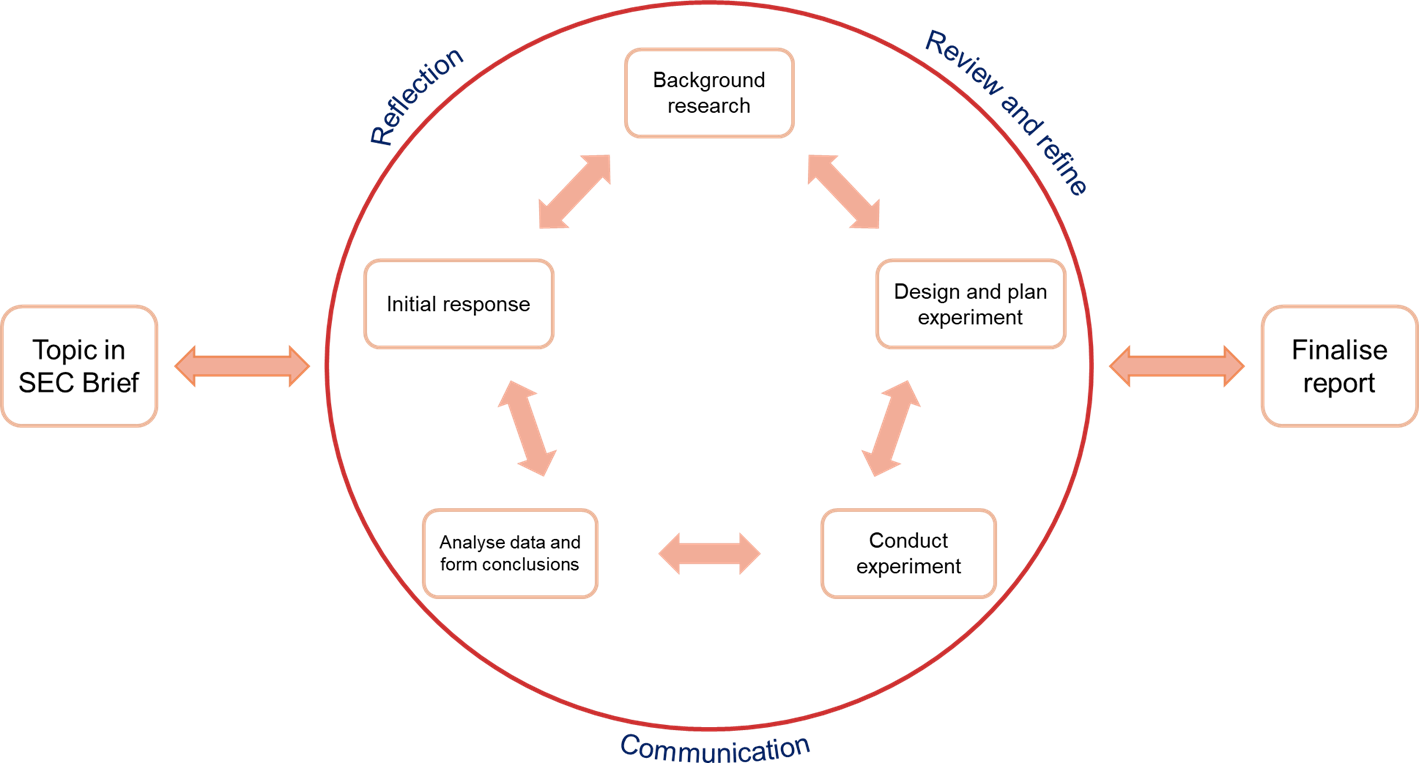 Reflection
Review and refine
Background
research
Initial response
Design and plan
experiment
Topic in
SEC Brief
Finalise
report
Analyse data and
form conclusions
Conduct
experiment
Communication